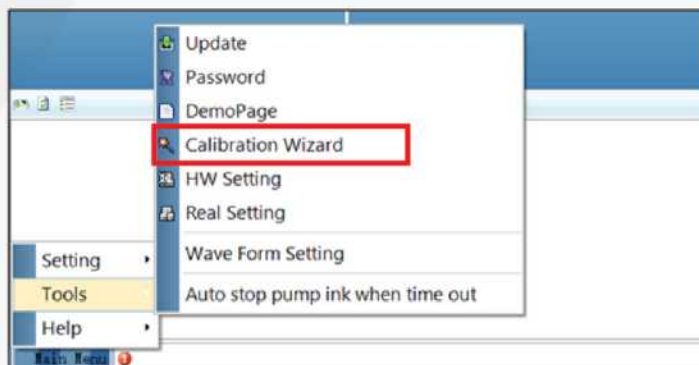 Update
Password
DemoPage
Calibration Wizard
HW Setting
Real Setting
Wave Form Setting
Auto stop pump ink when time out
Setting
Tools
Help
Main Menu